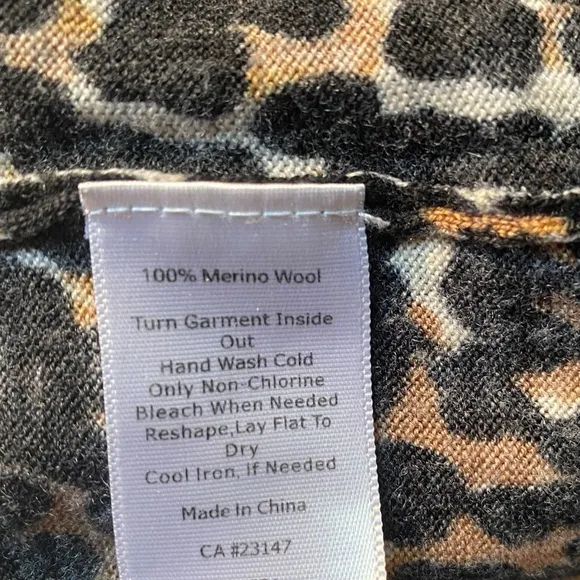 100% Merino Wool
Turn Garment Inside
Out
Hand Wash Cold
Only Non-Chlorine
Bleach When Needed
Reshape,Lay Flat To
Dry
Cool Iron, If Needed
Made In China
CA #23147